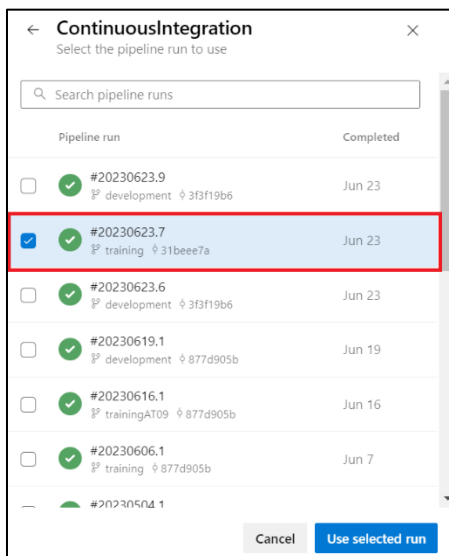 ContinuousIntegration
Select the pipeline run to use
Search pipeline runs
Pipeline run Completed
#20230623.9
development 3f3f19b6 Jun 23
#20230623.7
training 31beee7a Jun 23
#20230623.6
development 3f3f19b6 Jun 23
#20230619.1
development 877d905b Jun 19
#20230616.1
trainingAT09 877d905b Jun 16
#20230606.1
training 877d905b Jun 7
#20230504.1
Cancel Use selected run